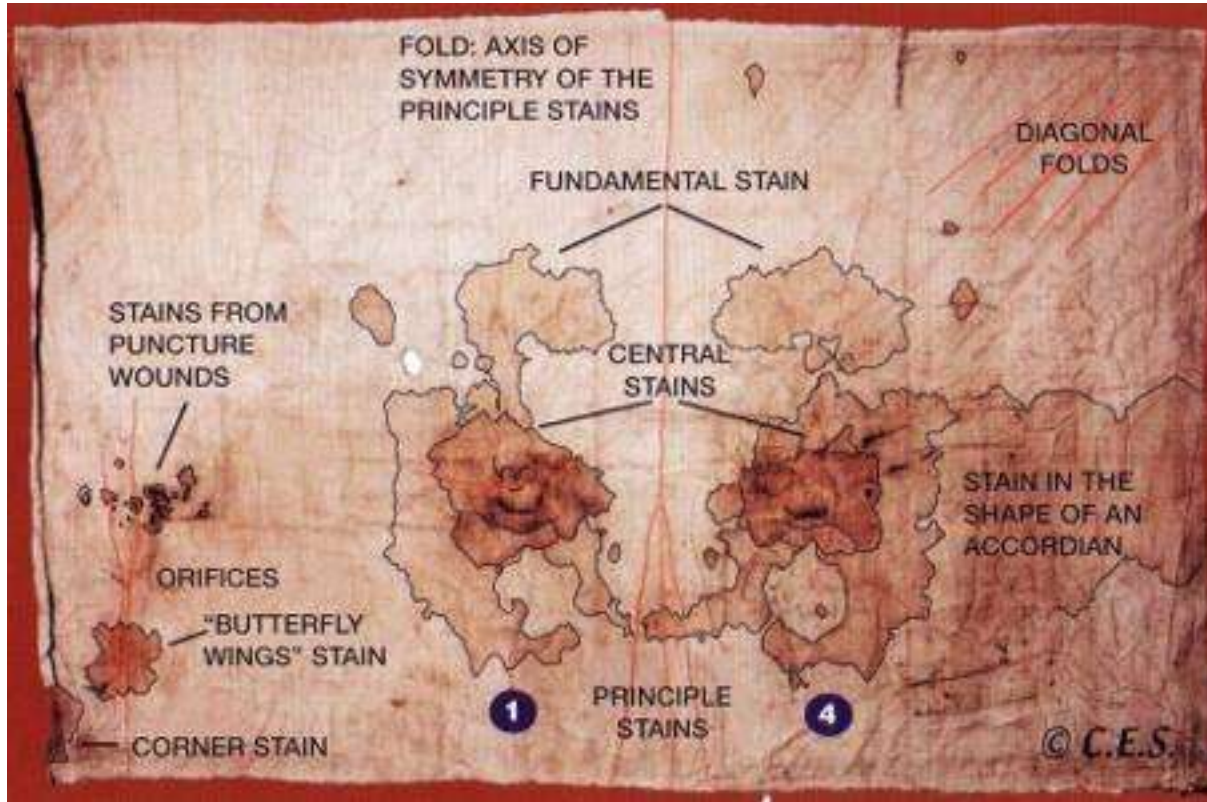 FOLD: AXIS OF
SYMMETRY OF THE
PRINCIPLE STAINS
DIAGONAL
FOLDS
FUNDAMENTAL STAIN
STAINS FROM
PUNCTURE
WOUNDS
CENTRAL
STAINS
STAIN IN THE
SHAPE OF AN
ACCORDIAN
ORIFICES
"BUTTERFLY
WINGS" STAIN
PRINCIPLE
STAINS
1
4
CORNER STAIN
© C.E.S.